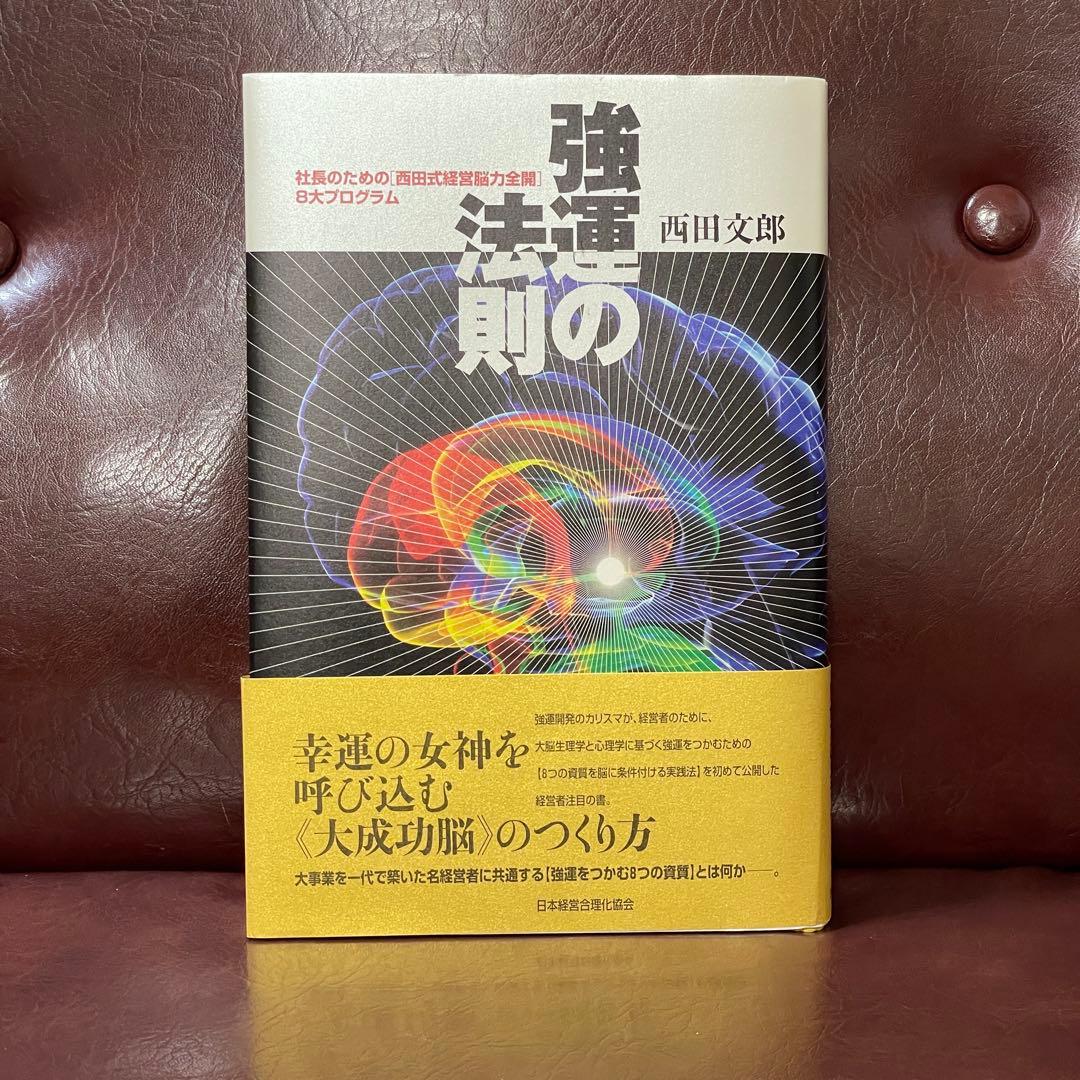 強運の
法則
社長のための[西田式経営脳力全開]
8大プログラム
西田文郎
幸運の女神を
呼び込む
《大成功脳》のつくり方
強運開発のカリスマが、経営者のために、
大脳生理学と心理学に基づく強運をつかむための
【8つの資質を脳に条件付ける実践法】を初めて公開した
経営者注目の書。
大事業を一代で築いた名経営者に共通する【強運をつかむ8つの資質】とは何か──。
日本経営合理化協会